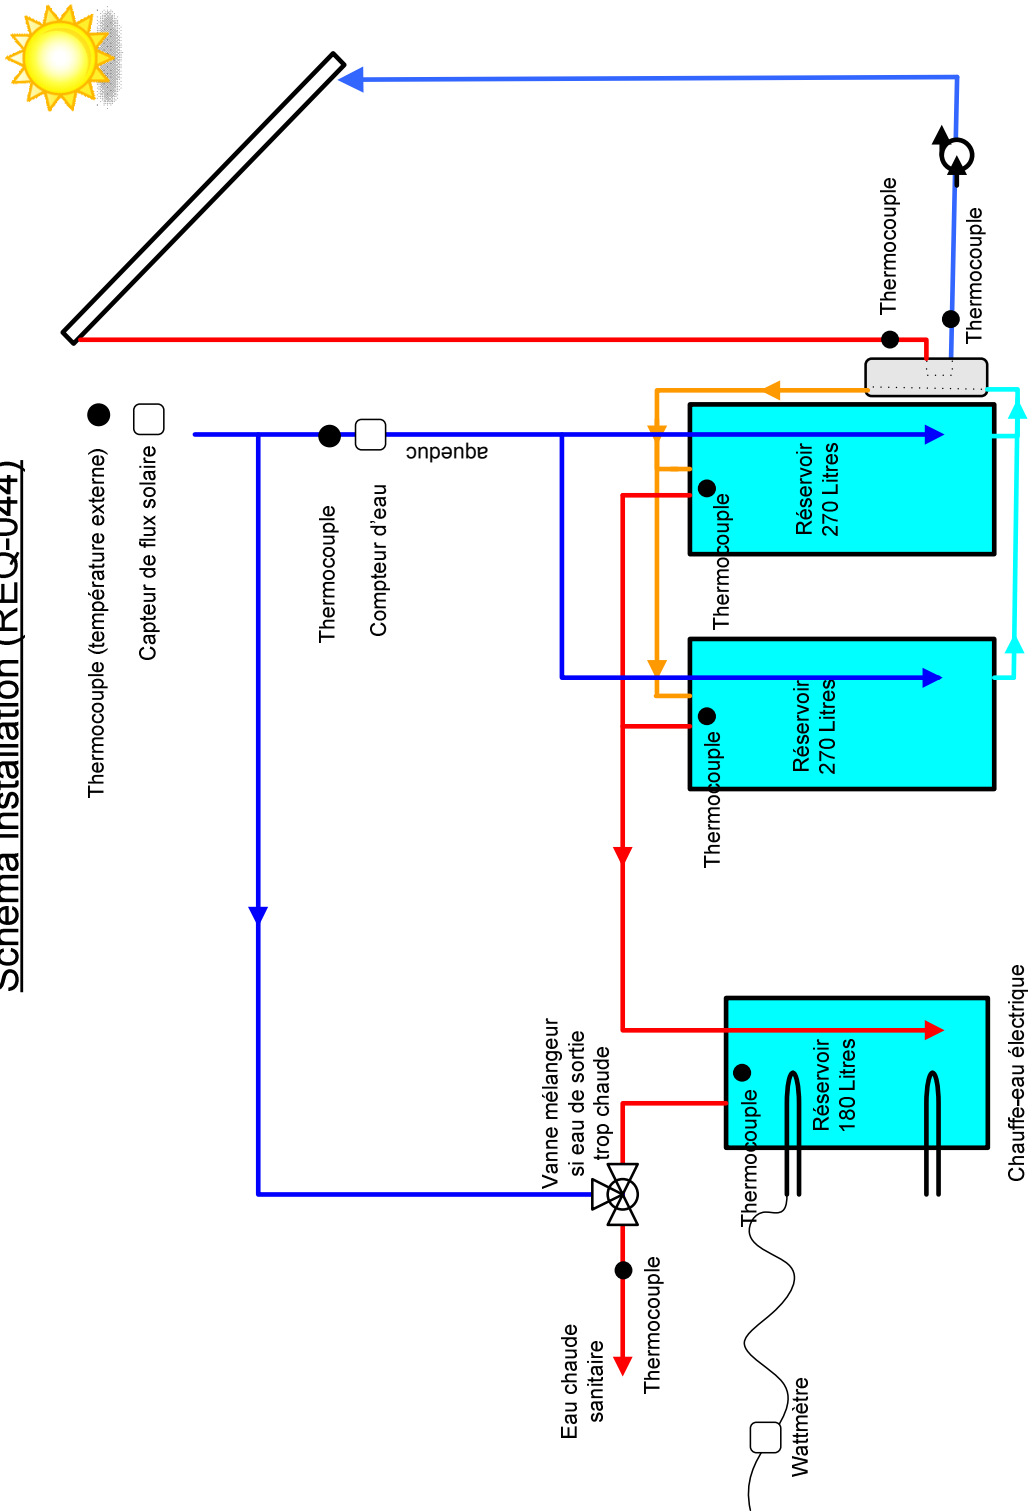 Schéma Installation (REQ-044)
Thermocouple (température externe)
Capteur de flux solaire
Thermocouple
Compteur d'eau
aqueduc
Thermocouple
Thermocouple
Réservoir
270 Litres
Thermocouple
Réservoir
270 Litres
Thermocouple
Vanne mélangeur
si eau de sortie
trop chaude
Réservoir
180 Litres
Thermocouple
Chauffe-eau électrique
Eau chaude
sanitaire
Thermocouple
Wattmètre